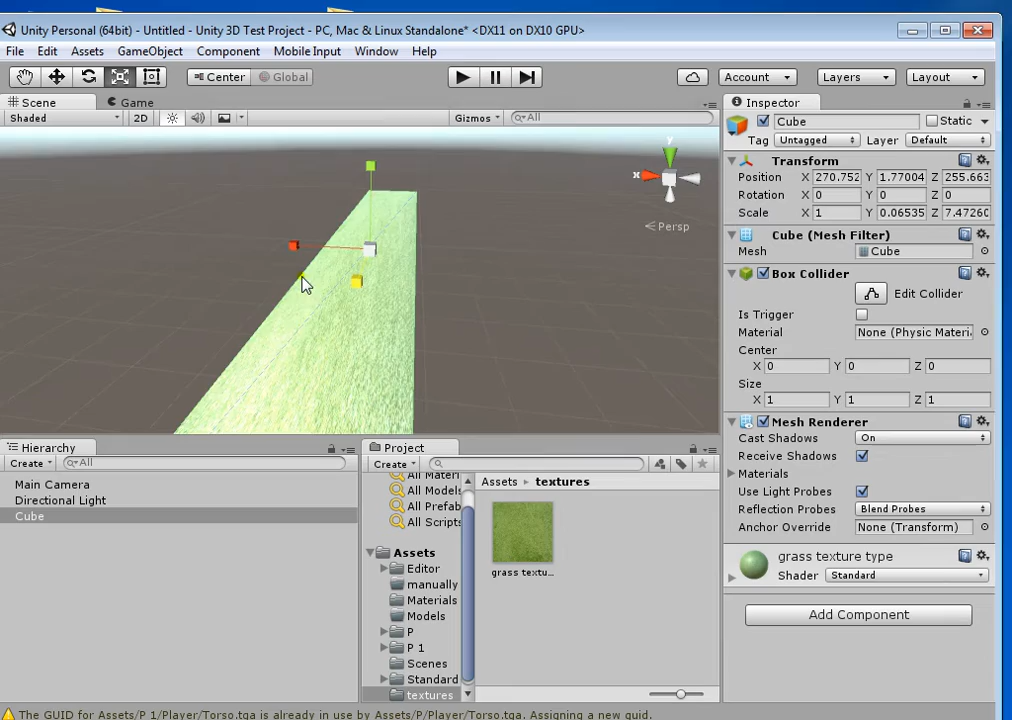 Unity Personal (64bit) - Untitled - Unity 3D Test Project - PC, Mac & Linux Standalone* <DX11 on DX10 GPU>
File Edit Assets GameObject Component Mobile Input Window Help
Center Global Account Layers Layout
Scene Game Inspector
Shaded 2D Gizmos All
Cube Static
Tag Untagged Layer Default
Transform
Position X 270.752 Y 1.77004 Z 255.663
Rotation X 0 Y 0 Z 0
Scale X 1 Y 0.06535 Z 7.47260
y
x
Persp
Cube (Mesh Filter)
Mesh Cube
Box Collider
Edit Collider
Is Trigger
Material None (Physic Materi
Center
X 0 Y 0 Z 0
Size
X 1 Y 1 Z 1
Mesh Renderer
Cast Shadows On
Receive Shadows
Materials
Use Light Probes
Reflection Probes Blend Probes
Anchor Override None (Transform)
grass texture type
Shader Standard
Add Component
Hierarchy
Create All
Main Camera
Directional Light
Cube
Project
Create
All Materi
All Models
All Prefab
All Scripts
Assets
Editor
manually
Materials
Models
P
P 1
Scenes
Standard
textures
Assets textures
grass textu...
The GUID for Assets/P 1/Player/Torso.tga is already in use by Assets/P/Player/Torso.tga. Assigning a new guid.